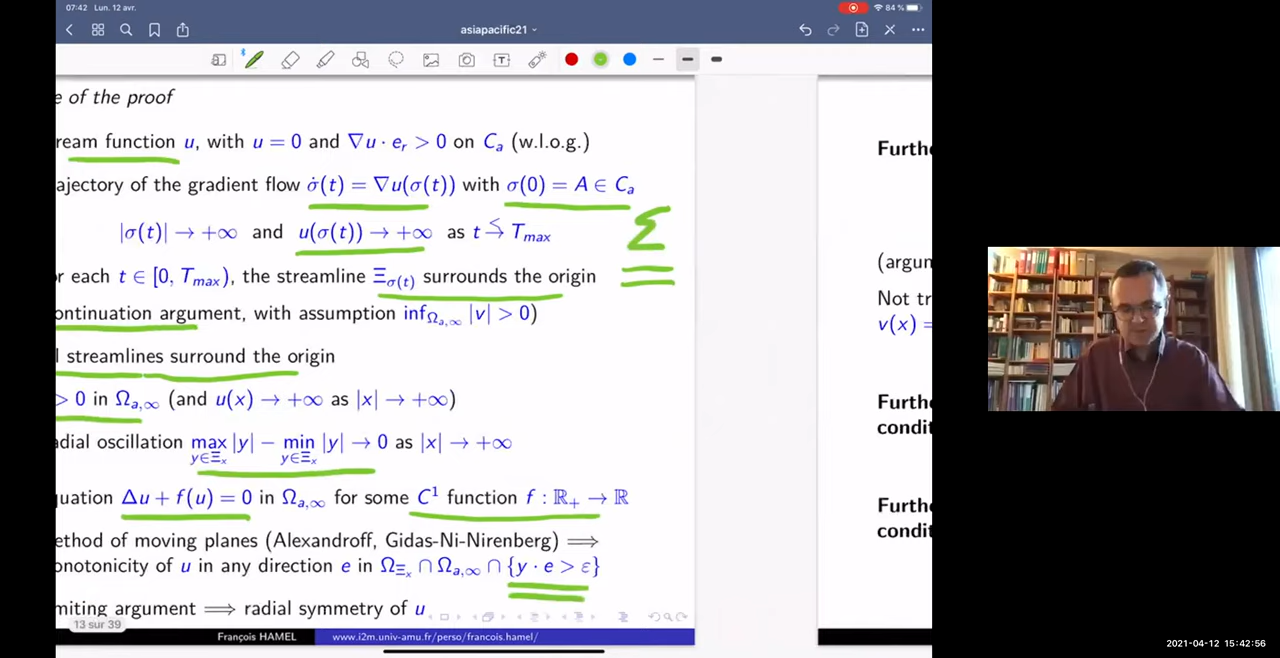 07:42 Lun. 12 avr.
84 %
asiapacific21
e of the proof
ream function u, with u = 0 and ∇u · e_r > 0 on C_a (w.l.o.g.)
ajectory of the gradient flow σ̇(t) = ∇u(σ(t)) with σ(0) = A ∈ C_a
|σ(t)| → +∞ and u(σ(t)) → +∞ as t →^< T_max
Σ
or each t ∈ [0, T_max), the streamline Ξ_σ(t) surrounds the origin
ontinuation argument, with assumption inf_Ω_a,∞ |v| > 0)
l streamlines surround the origin
> 0 in Ω_a,∞ (and u(x) → +∞ as |x| → +∞)
adial oscillation max_y∈Ξ_x |y| − min_y∈Ξ_x |y| → 0 as |x| → +∞
quation Δu + f(u) = 0 in Ω_a,∞ for some C¹ function f : ℝ₊ → ℝ
ethod of moving planes (Alexandroff, Gidas-Ni-Nirenberg) ⟹
onotonicity of u in any direction e in Ω_Ξ_x ∩ Ω_a,∞ ∩ {y · e > ε}
miting argument ⟹ radial symmetry of u
13 sur 39
François HAMEL www.i2m.univ-amu.fr/perso/francois.hamel/
Furthe
(argun
Not tr
v(x) =
Furthe
condit
Furthe
condit
2021-04-12 15:42:56